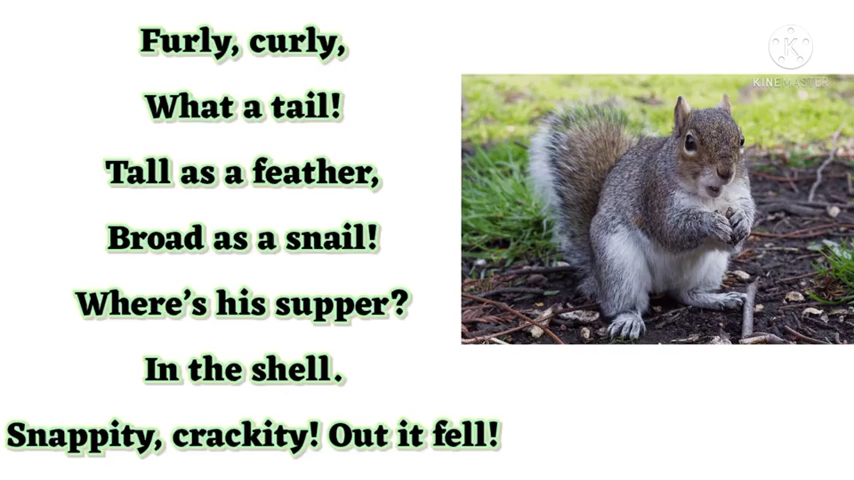 Furly, curly,
What a tail!
Tall as a feather,
Broad as a snail!
Where's his supper?
In the shell.
Snappity, crackity! Out it fell!
K
KINEMASTER